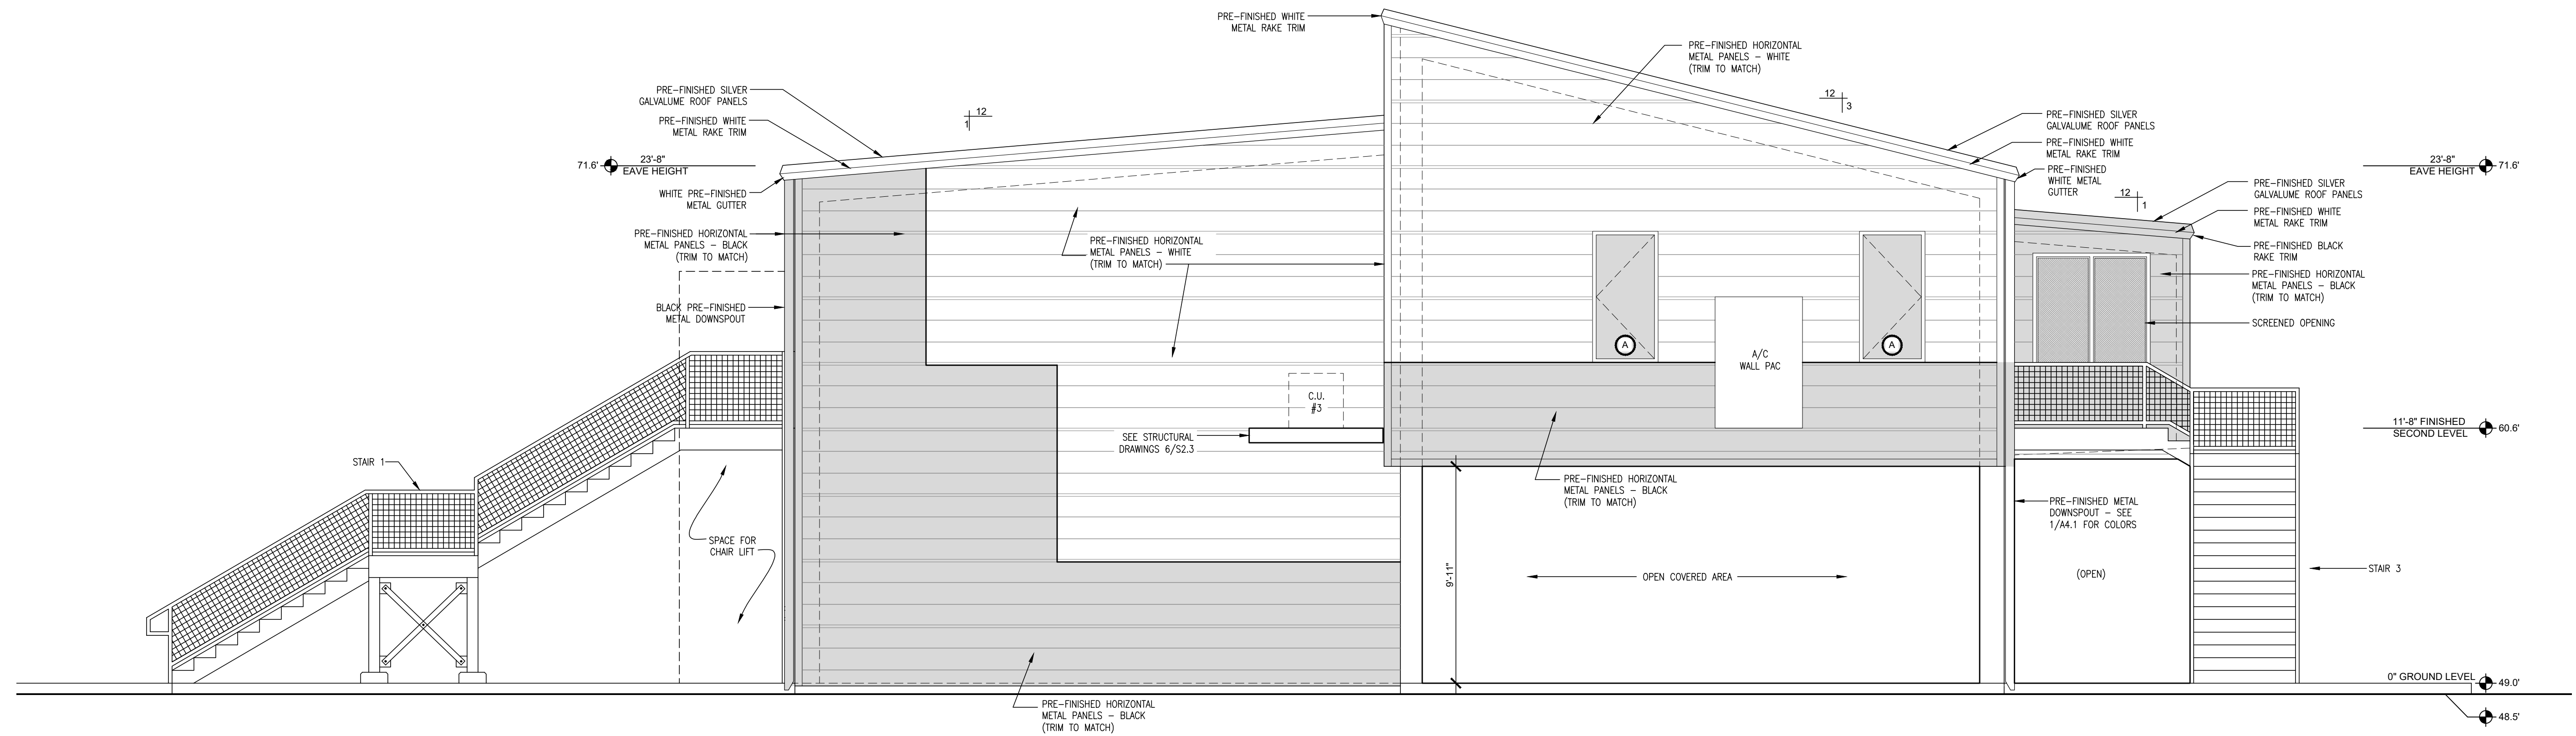 PRE-FINISHED WHITE
METAL RAKE TRIM
PRE-FINISHED HORIZONTAL
METAL PANELS - WHITE
(TRIM TO MATCH)
PRE-FINISHED SILVER
GALVALUME ROOF PANELS
PRE-FINISHED WHITE
METAL RAKE TRIM
12
1
12
3
PRE-FINISHED SILVER
GALVALUME ROOF PANELS
PRE-FINISHED WHITE
METAL RAKE TRIM
PRE-FINISHED
WHITE METAL
GUTTER
71.6'
23'-8"
EAVE HEIGHT
23'-8"
EAVE HEIGHT
71.6'
WHITE PRE-FINISHED
METAL GUTTER
12
1
PRE-FINISHED SILVER
GALVALUME ROOF PANELS
PRE-FINISHED WHITE
METAL RAKE TRIM
PRE-FINISHED BLACK
RAKE TRIM
PRE-FINISHED HORIZONTAL
METAL PANELS - BLACK
(TRIM TO MATCH)
PRE-FINISHED HORIZONTAL
METAL PANELS - WHITE
(TRIM TO MATCH)
PRE-FINISHED HORIZONTAL
METAL PANELS - BLACK
(TRIM TO MATCH)
BLACK PRE-FINISHED
METAL DOWNSPOUT
SCREENED OPENING
A
A
A/C
WALL PAC
C.U.
#3
SEE STRUCTURAL
DRAWINGS 6/S2.3
11'-8" FINISHED
SECOND LEVEL
60.6'
STAIR 1
PRE-FINISHED HORIZONTAL
METAL PANELS - BLACK
(TRIM TO MATCH)
PRE-FINISHED METAL
DOWNSPOUT - SEE
1/A4.1 FOR COLORS
SPACE FOR
CHAIR LIFT
9'-11"
OPEN COVERED AREA
(OPEN)
STAIR 3
0" GROUND LEVEL
49.0'
48.5'
PRE-FINISHED HORIZONTAL
METAL PANELS - BLACK
(TRIM TO MATCH)